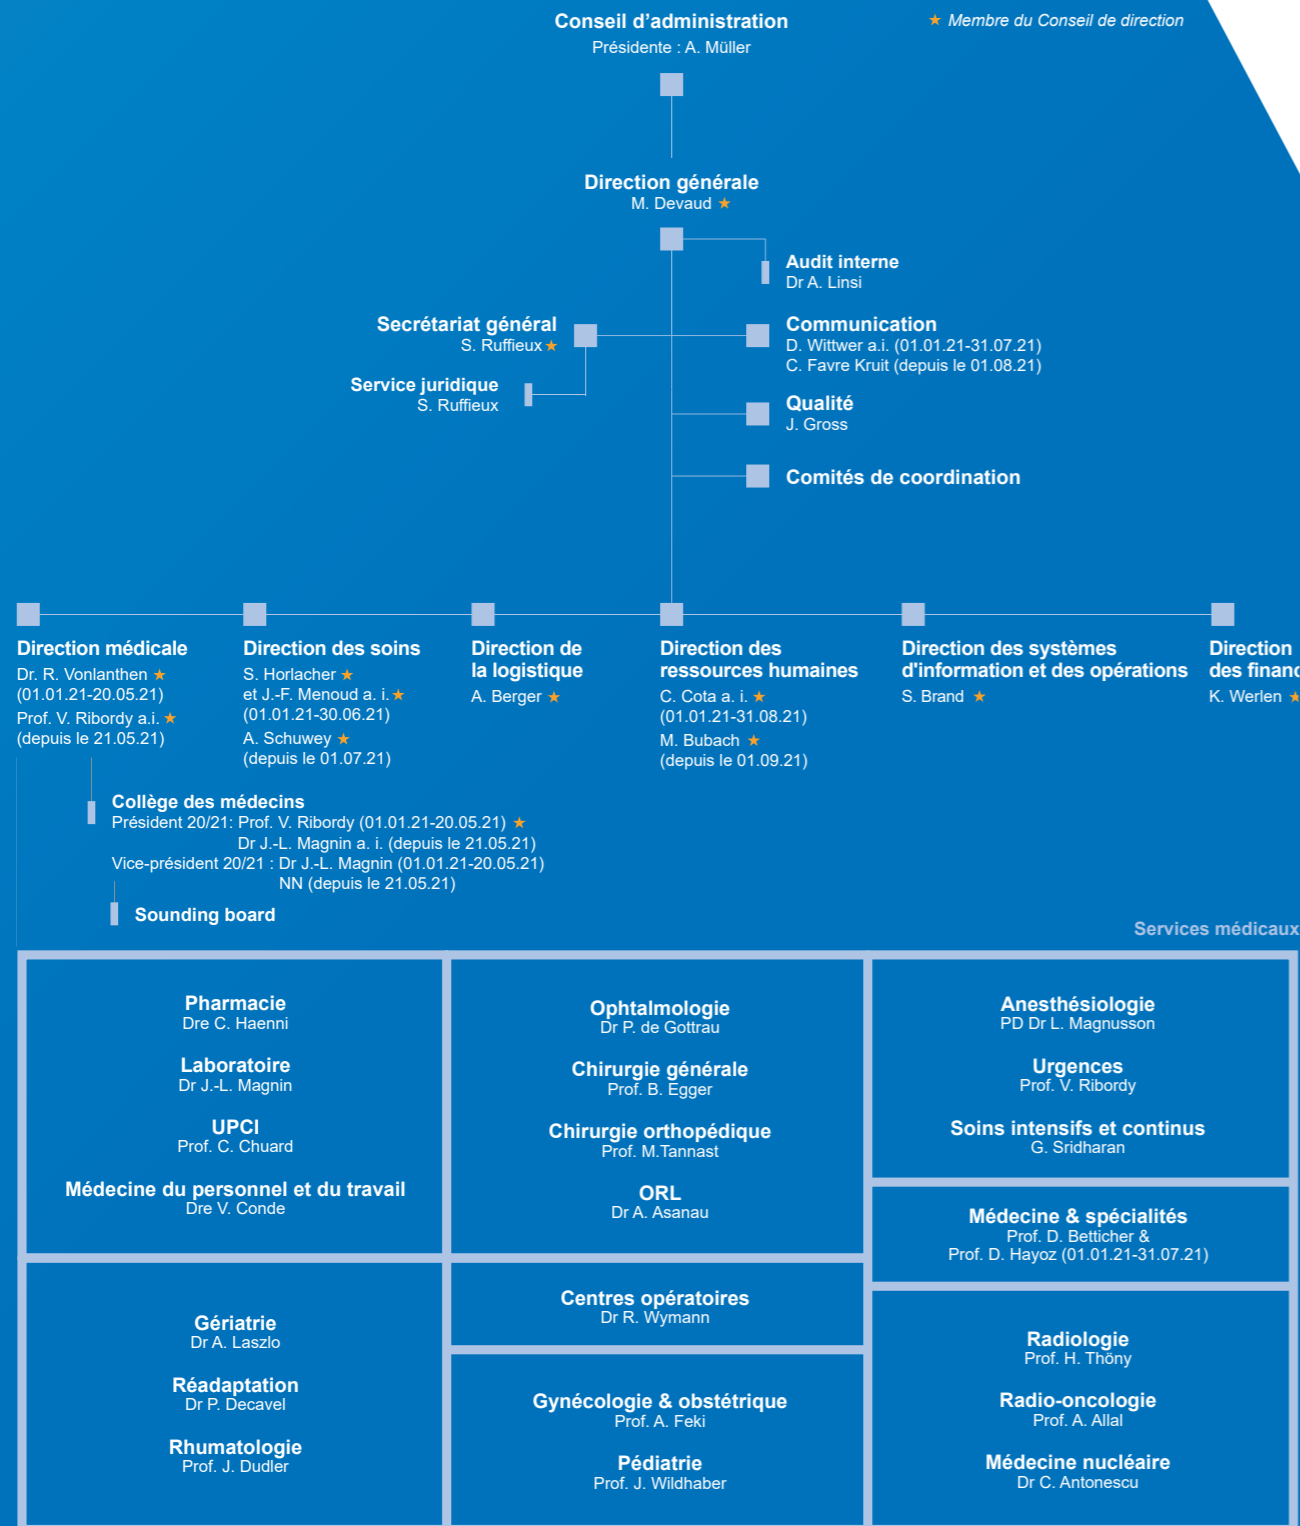 Conseil d’administration
Présidente : A. Müller
★ Membre du Conseil de direction
Direction générale
M. Devaud ★
Audit interne
Dr A. Linsi
Secrétariat général
S. Ruffieux ★
Communication
D. Wittwer a.i. (01.01.21-31.07.21)
C. Favre Kruit (depuis le 01.08.21)
Service juridique
S. Ruffieux
Qualité
J. Gross
Comités de coordination
Direction médicale
Dr. R. Vonlanthen ★
(01.01.21-20.05.21)
Prof. V. Ribordy a.i. ★
(depuis le 21.05.21)
Direction des soins
S. Horlacher ★
et J.-F. Menoud a. i. ★
(01.01.21-30.06.21)
A. Schuwey ★
(depuis le 01.07.21)
Direction de
la logistique
A. Berger ★
Direction des
ressources humaines
C. Cota a. i. ★
(01.01.21-31.08.21)
M. Bubach ★
(depuis le 01.09.21)
Direction des systèmes
d'information et des opérations
S. Brand ★
Direction
des financ
K. Werlen ★
Collège des médecins
Président 20/21: Prof. V. Ribordy (01.01.21-20.05.21) ★
Dr J.-L. Magnin a. i. (depuis le 21.05.21)
Vice-président 20/21 : Dr J.-L. Magnin (01.01.21-20.05.21)
NN (depuis le 21.05.21)
Sounding board
Services médicaux
Pharmacie
Dre C. Haenni
Laboratoire
Dr J.-L. Magnin
UPCI
Prof. C. Chuard
Médecine du personnel et du travail
Dre V. Conde
Ophtalmologie
Dr P. de Gottrau
Chirurgie générale
Prof. B. Egger
Chirurgie orthopédique
Prof. M.Tannast
ORL
Dr A. Asanau
Anesthésiologie
PD Dr L. Magnusson
Urgences
Prof. V. Ribordy
Soins intensifs et continus
G. Sridharan
Médecine & spécialités
Prof. D. Betticher &
Prof. D. Hayoz (01.01.21-31.07.21)
Gériatrie
Dr A. Laszlo
Réadaptation
Dr P. Decavel
Rhumatologie
Prof. J. Dudler
Centres opératoires
Dr R. Wymann
Gynécologie & obstétrique
Prof. A. Feki
Pédiatrie
Prof. J. Wildhaber
Radiologie
Prof. H. Thöny
Radio-oncologie
Prof. A. Allal
Médecine nucléaire
Dr C. Antonescu